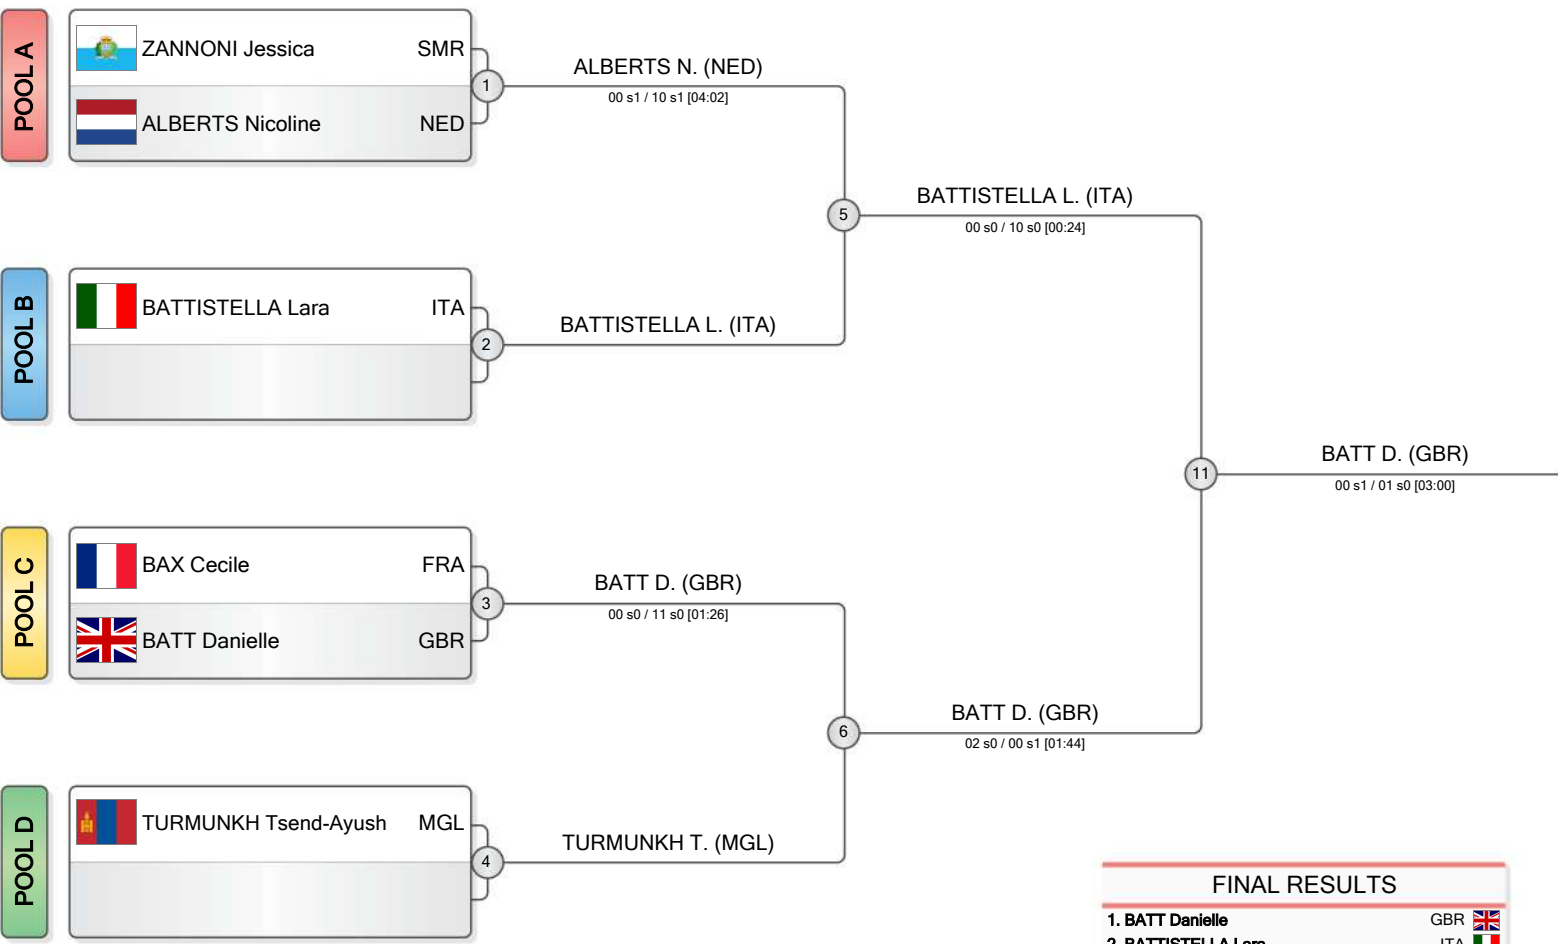 POOL A
ZANNONI Jessica SMR
ALBERTS Nicoline NED
1
ALBERTS N. (NED)
00 s1 / 10 s1 [04:02]
5
BATTISTELLA L. (ITA)
00 s0 / 10 s0 [00:24]
POOL B
BATTISTELLA Lara ITA
2
BATTISTELLA L. (ITA)
11
BATT D. (GBR)
00 s1 / 01 s0 [03:00]
POOL C
BAX Cecile FRA
BATT Danielle GBR
3
BATT D. (GBR)
00 s0 / 11 s0 [01:26]
6
BATT D. (GBR)
02 s0 / 00 s1 [01:44]
POOL D
TURMUNKH Tsend-Ayush MGL
4
TURMUNKH T. (MGL)
FINAL RESULTS
1. BATT Danielle GBR
2. BATTISTELLA Lara ITA